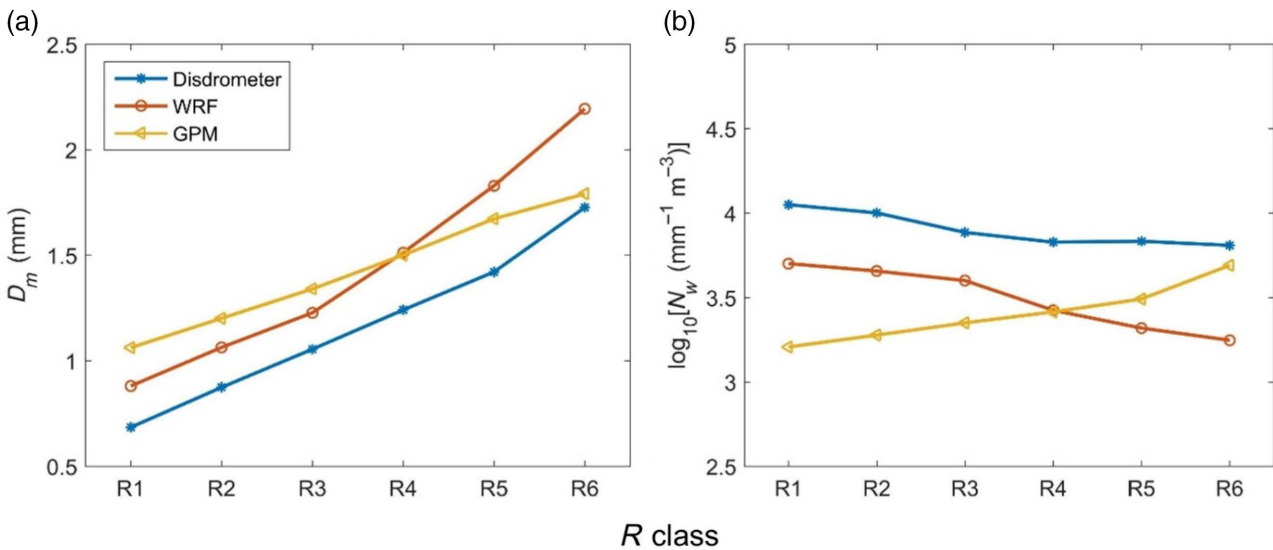 (a)
2.5
2
1.5
1
0.5
D_m (mm)
Disdrometer
WRF
GPM
R1 R2 R3 R4 R5 R6
(b)
5
4.5
4
3.5
3
2.5
log₁₀[N_w (mm⁻¹ m⁻³)]
R1 R2 R3 R4 R5 R6
R class